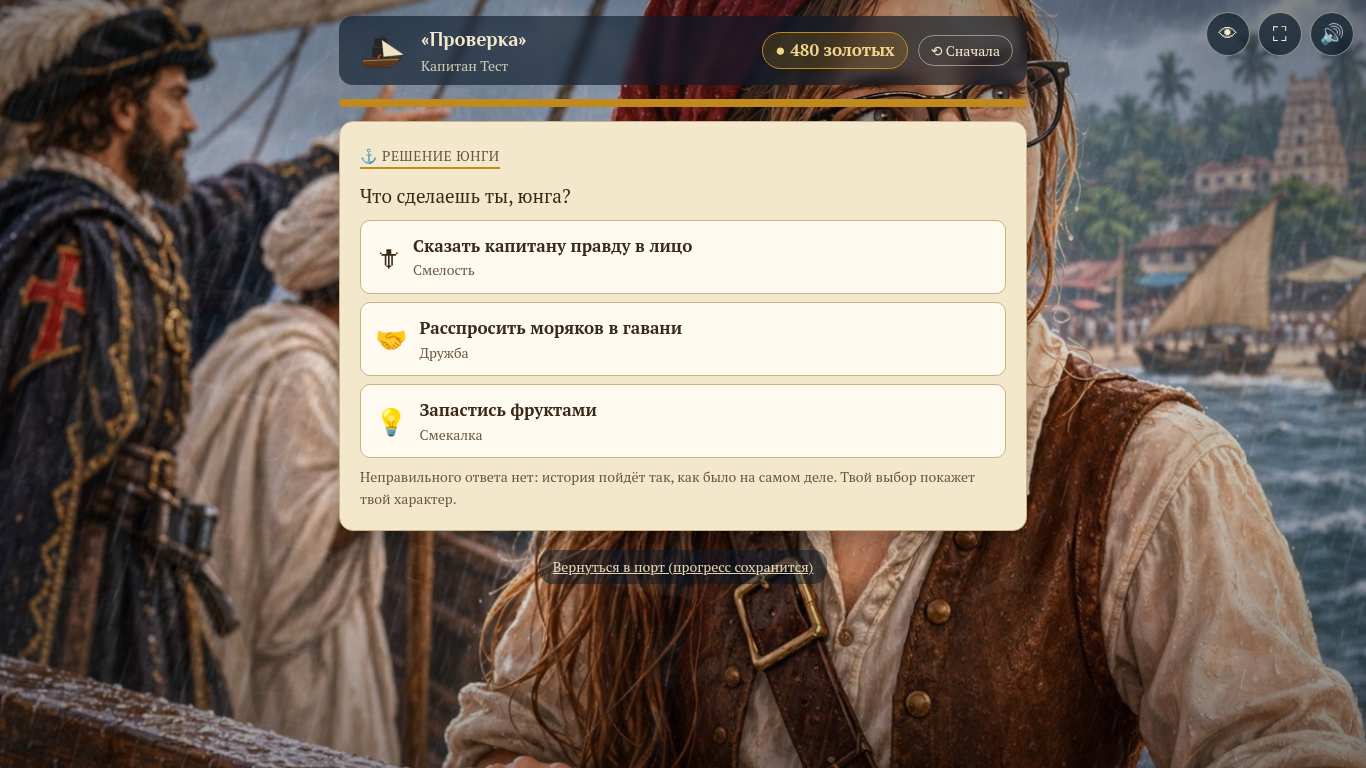 «Проверка»
Капитан Тест
● 480 золотых
⟲ Сначала
⚓ РЕШЕНИЕ ЮНГИ
Что сделаешь ты, юнга?
Сказать капитану правду в лицо
Смелость
Расспросить моряков в гавани
Дружба
Запастись фруктами
Смекалка
Неправильного ответа нет: история пойдёт так, как было на самом деле. Твой выбор покажет
твой характер.
Вернуться в порт (прогресс сохранится)